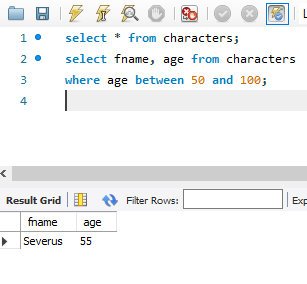 1 select * from characters;
2 select fname, age from characters
3 where age between 50 and 100;
4
Result Grid Filter Rows: Exp
fname age
Severus 55